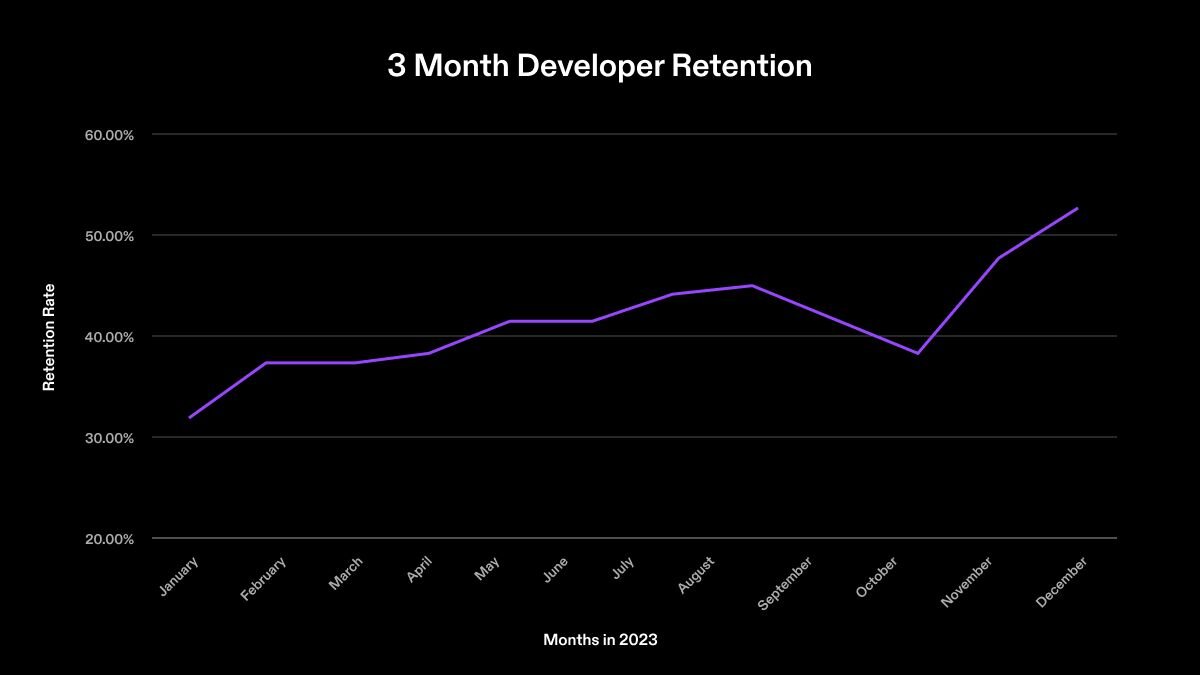 3 Month Developer Retention
60.00%
50.00%
40.00%
30.00%
20.00%
Retention Rate
January
February
March
April
May
June
July
August
September
October
November
December
Months in 2023